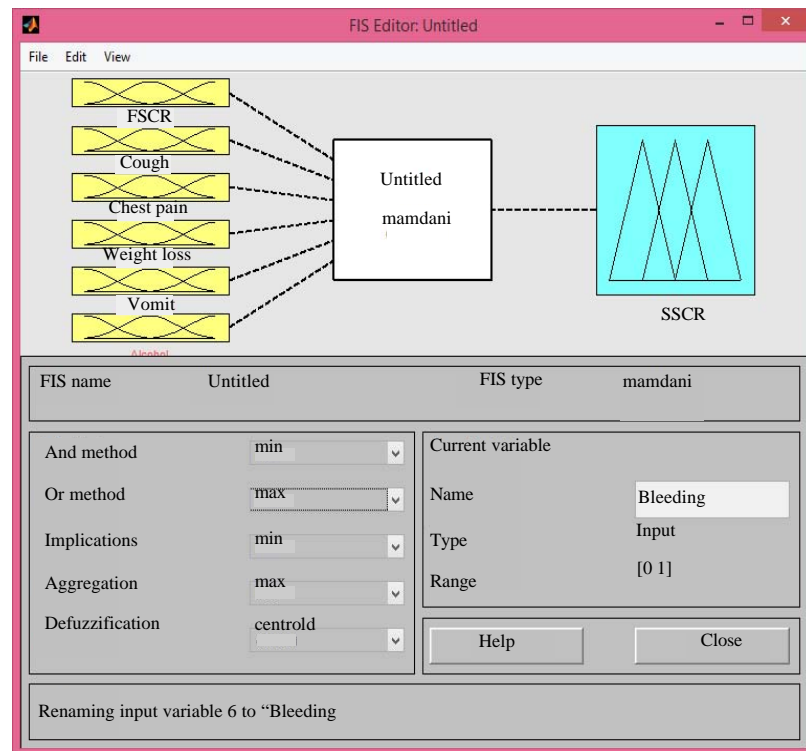 FIS Editor: Untitled
File Edit View
FSCR
Cough
Chest pain
Weight loss
Vomit
Alcohol
Untitled
mamdani
SSCR
FIS name Untitled FIS type mamdani
And method min
Or method max
Implications min
Aggregation max
Defuzzification centrold
Current variable
Name Bleeding
Type Input
Range [0 1]
Help Close
Renaming input variable 6 to “Bleeding